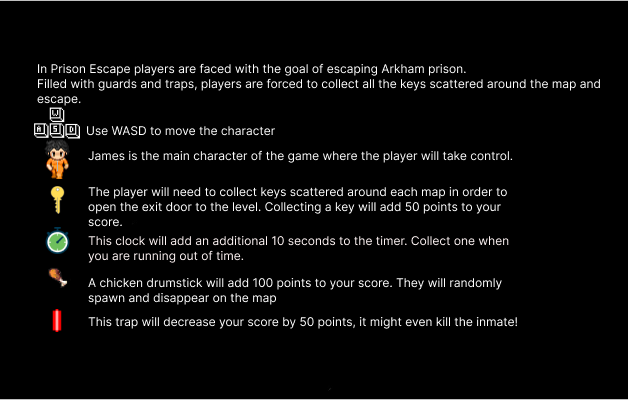 In Prison Escape players are faced with the goal of escaping Arkham prison.
Filled with guards and traps, players are forced to collect all the keys scattered around the map and
escape.
W
A S D Use WASD to move the character
James is the main character of the game where the player will take control.
The player will need to collect keys scattered around each map in order to
open the exit door to the level. Collecting a key will add 50 points to your
score.
This clock will add an additional 10 seconds to the timer. Collect one when
you are running out of time.
A chicken drumstick will add 100 points to your score. They will randomly
spawn and disappear on the map
This trap will decrease your score by 50 points, it might even kill the inmate!